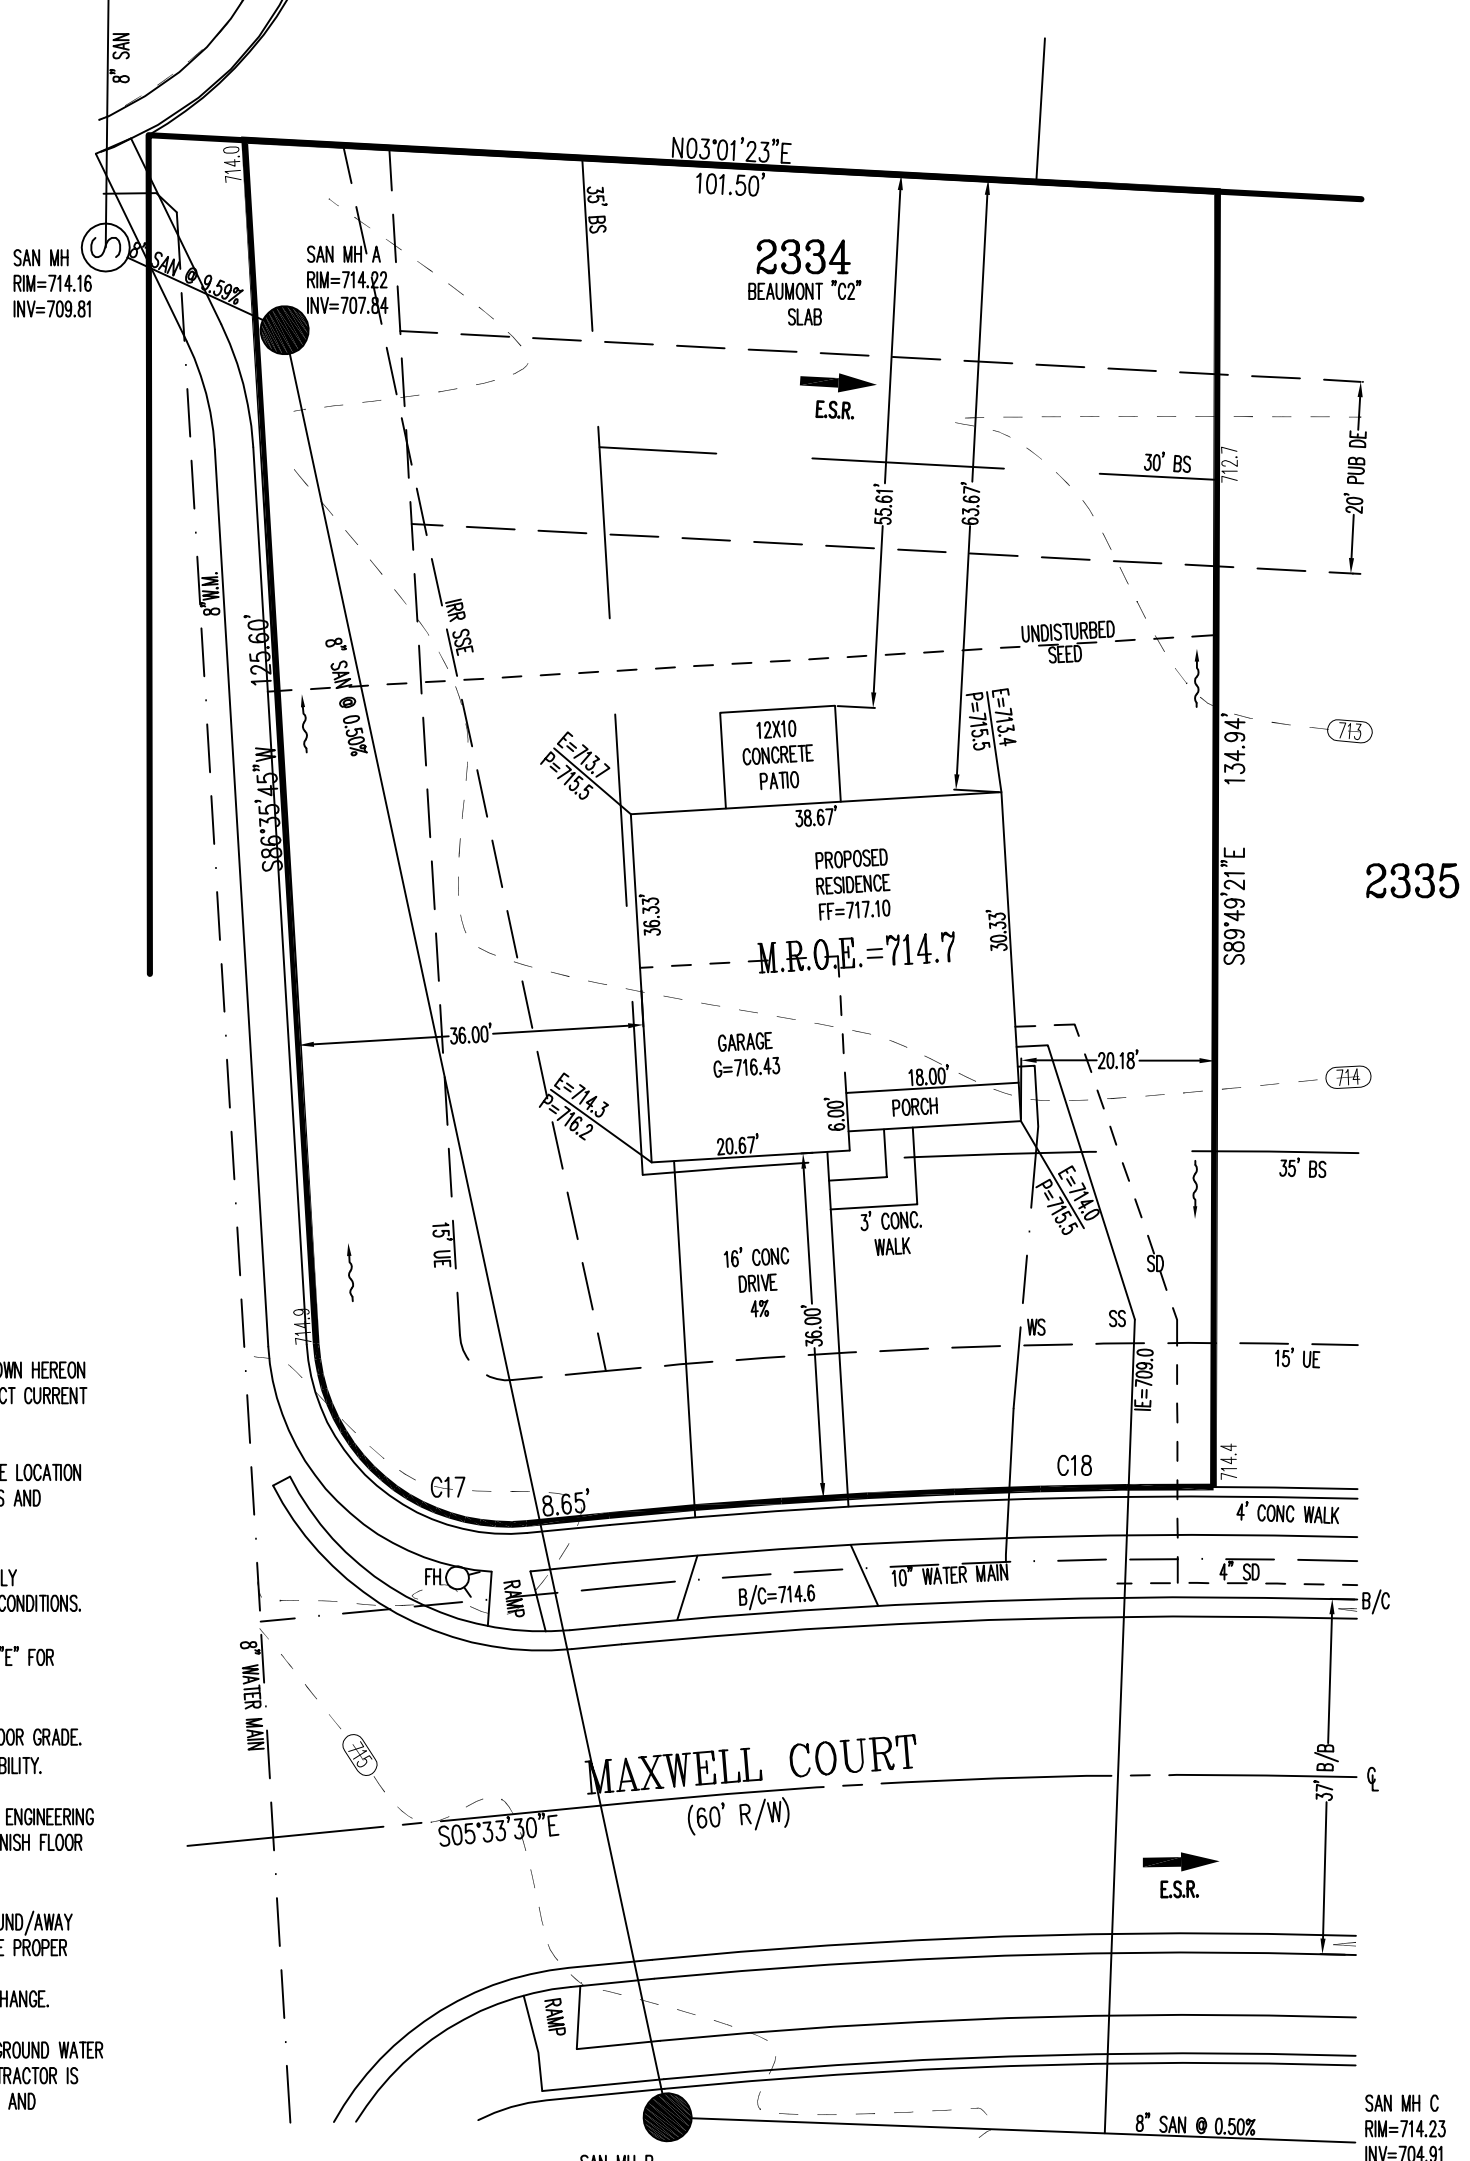 8" SAN
N03°01'23"E
101.50'
714.0
35' BS
SAN MH
RIM=714.16
INV=709.81
8" SAN @ 9.59%
SAN MH A
RIM=714.22
INV=707.84
2334
BEAUMONT "C2"
SLAB
E.S.R.
30' BS
712.7
20' PUB DE
55.61'
63.67'
8"W.M.
125.60'
S86°35'45"W
8" SAN @ 0.50%
IRR SSE
UNDISTURBED
SEED
E=713.4
P=715.5
713
134.94'
S89°49'21"E
12X10
CONCRETE
PATIO
E=713.7
P=715.5
38.67'
PROPOSED
RESIDENCE
FF=717.10
2335
36.33'
30.33'
M.R.O.E.=714.7
36.00'
GARAGE
G=716.43
20.18'
714
18.00'
PORCH
6.00'
E=714.3
P=716.2
20.67'
35' BS
E=714.0
P=715.5
15' UE
3' CONC.
WALK
16' CONC
DRIVE
4%
36.00'
SD
SS
WS
15' UE
IE=709.0
714.9
OWN HEREON
CT CURRENT
E LOCATION
S AND
C17
8.65'
C18
714.4
4' CONC WALK
LY
CONDITIONS.
FH
RAMP
B/C=714.6
10" WATER MAIN
4" SD
B/C
"E" FOR
8" WATER MAIN
OOR GRADE.
BILITY.
715
MAXWELL COURT
(60' R/W)
S05°33'30"E
37' B/B
CL
ENGINEERING
NISH FLOOR
E.S.R.
UND/AWAY
E PROPER
HANGE.
RAMP
GROUND WATER
TRACTOR IS
AND
8" SAN @ 0.50%
SAN MH C
RIM=714.23
INV=704.91
SAN MH B